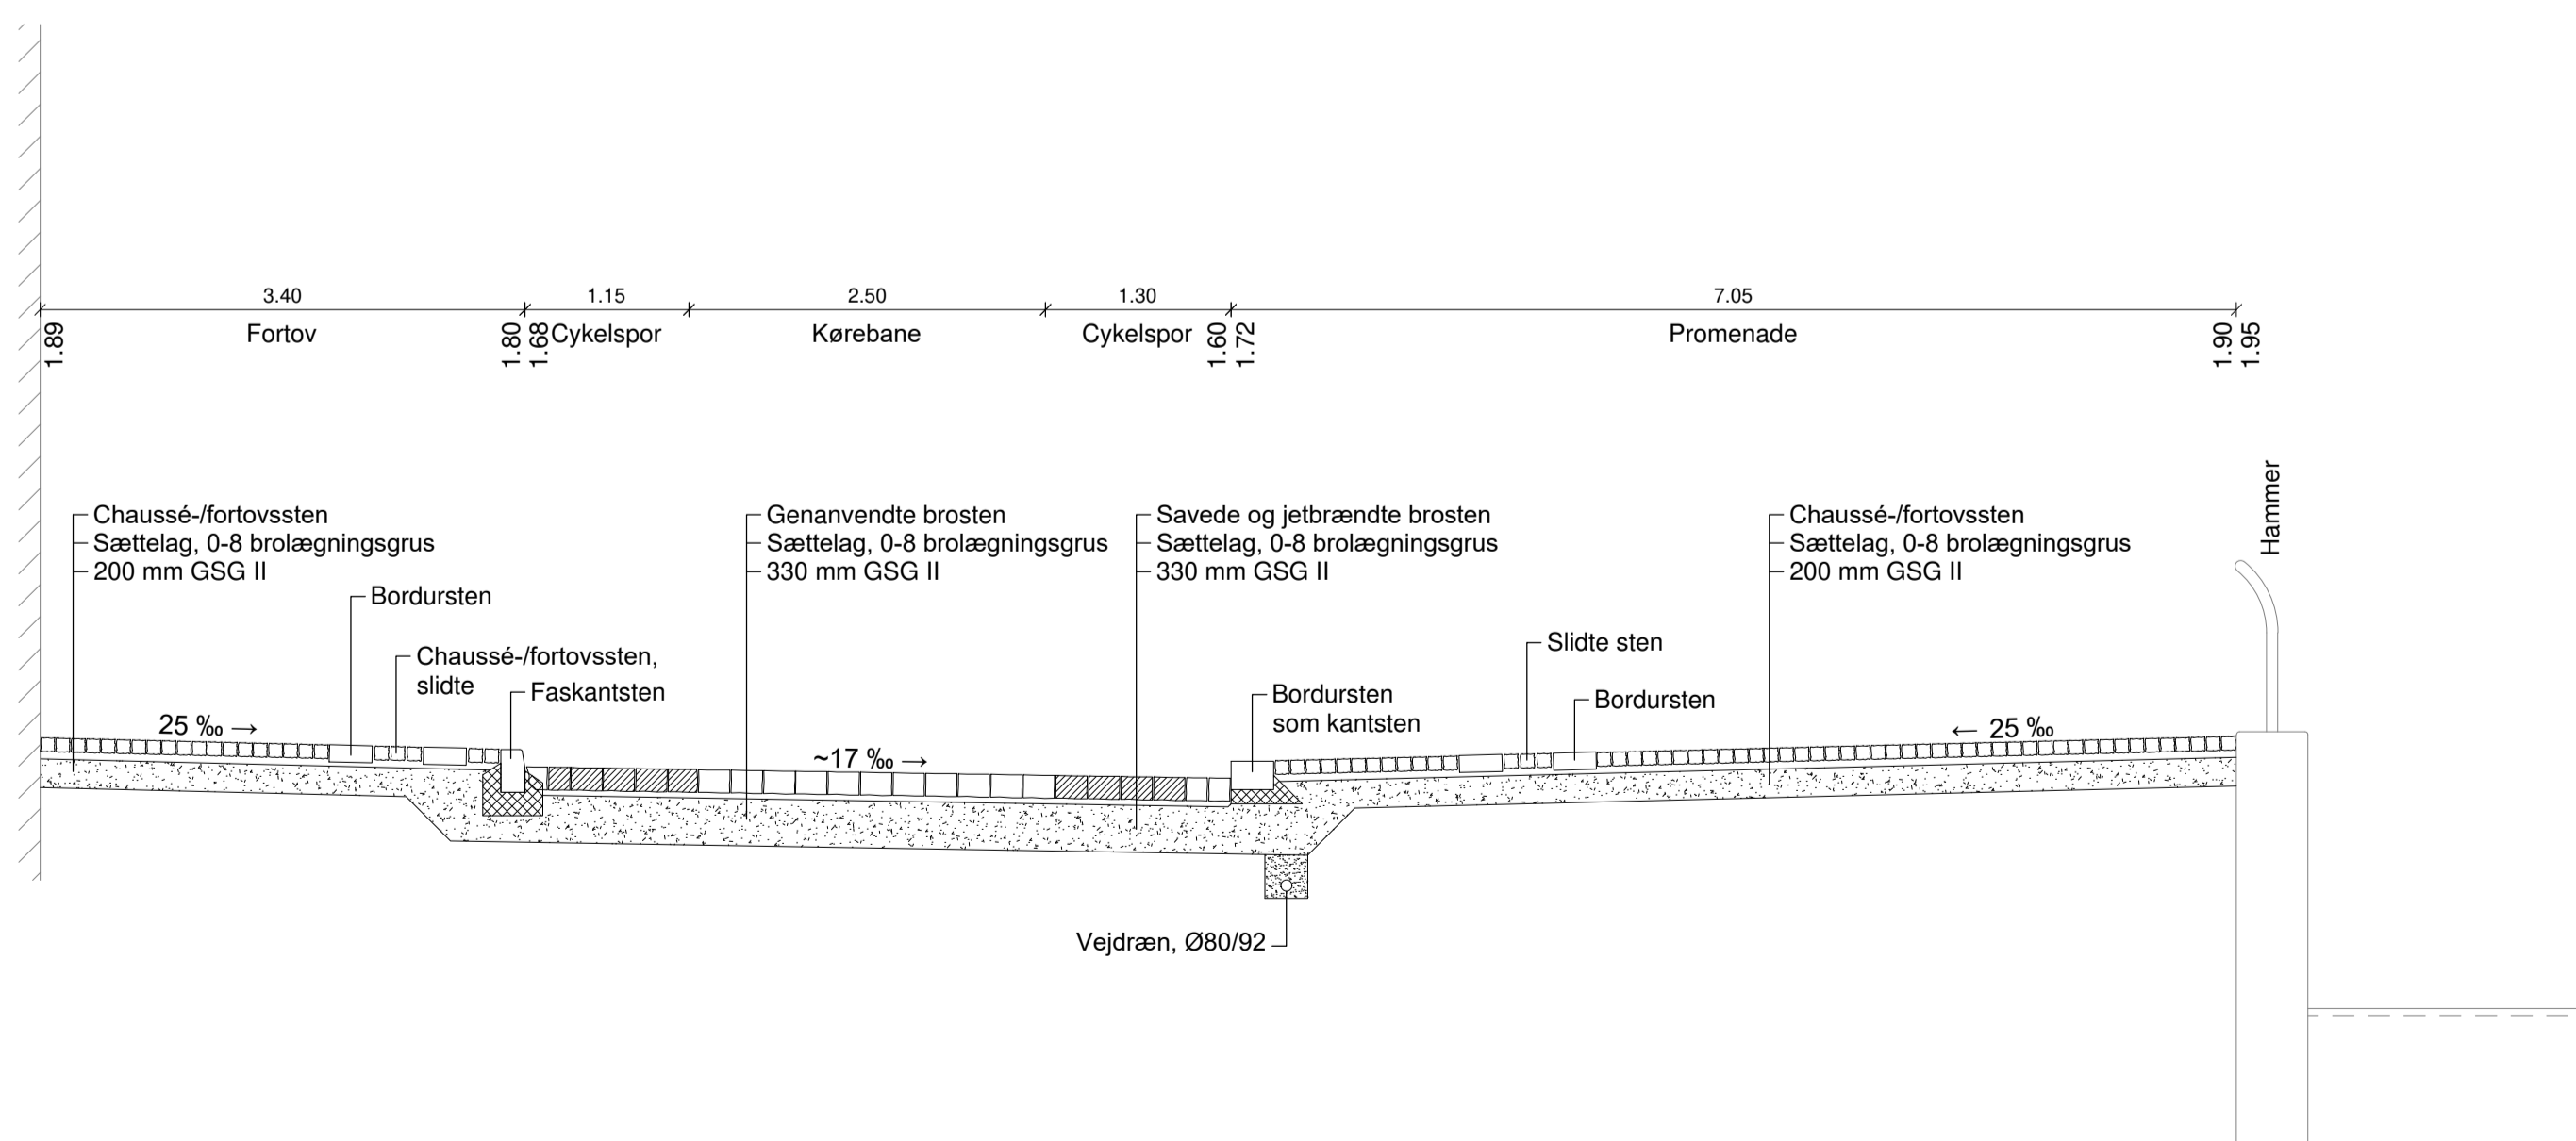 3.40
1.15
2.50
1.30
7.05
1.89
Fortov
1.80
1.68
Cykelspor
Kørebane
Cykelspor
1.60
1.72
Promenade
1.90
1.95
Hammer
Chaussé-/fortovssten
Sættelag, 0-8 brolægningsgrus
200 mm GSG II
Bordursten
Chaussé-/fortovssten,
slidte
Faskantsten
25 ‰ →
Genanvendte brosten
Sættelag, 0-8 brolægningsgrus
330 mm GSG II
~17 ‰ →
Savede og jetbrændte brosten
Sættelag, 0-8 brolægningsgrus
330 mm GSG II
Bordursten
som kantsten
Slidte sten
Bordursten
Chaussé-/fortovssten
Sættelag, 0-8 brolægningsgrus
200 mm GSG II
← 25 ‰
Vejdræn, Ø80/92